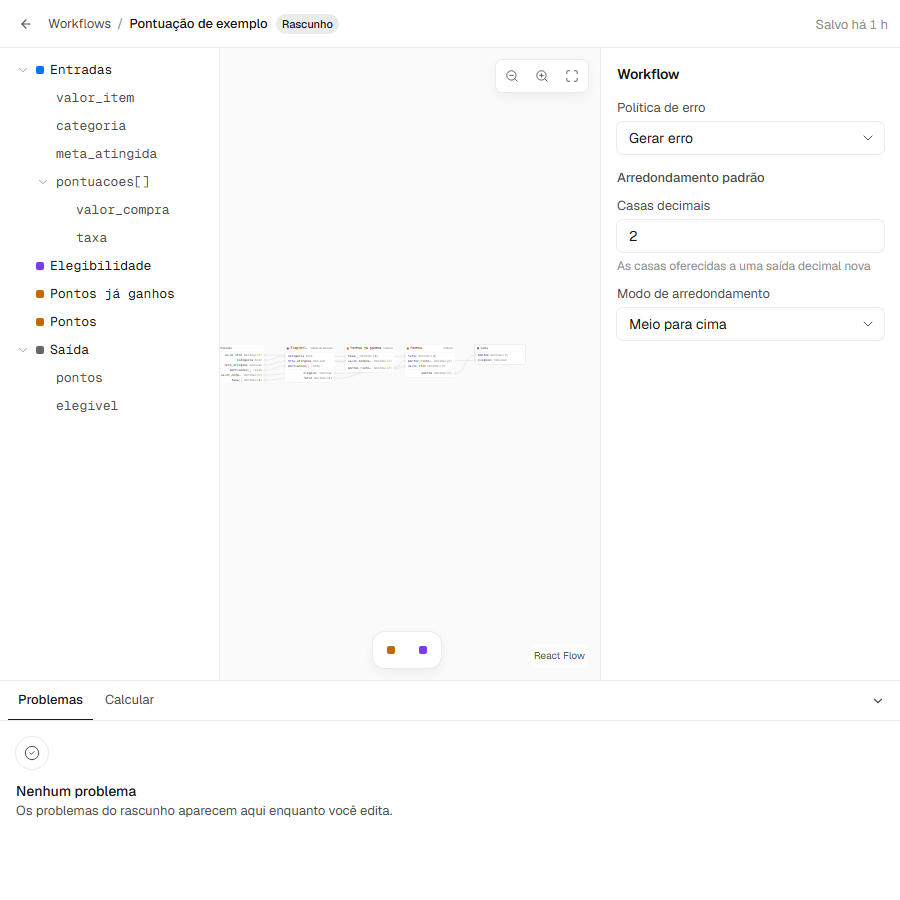 Workflows / Pontuação de exemplo Rascunho
Salvo há 1 h
Entradas
valor_item
categoria
meta_atingida
pontuacoes[]
valor_compra
taxa
Elegibilidade
Pontos já ganhos
Pontos
Saída
pontos
elegivel
React Flow
Workflow
Política de erro
Gerar erro
Arredondamento padrão
Casas decimais
2
As casas oferecidas a uma saída decimal nova
Modo de arredondamento
Meio para cima
Problemas
Calcular
Nenhum problema
Os problemas do rascunho aparecem aqui enquanto você edita.